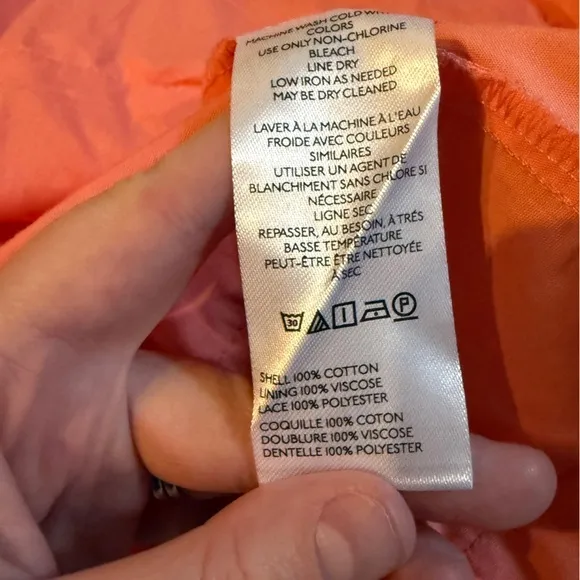 MACHINE WASH COLD WITH
COLORS
USE ONLY NON-CHLORINE
BLEACH
LINE DRY
LOW IRON AS NEEDED
MAY BE DRY CLEANED
LAVER À LA MACHINE À L'EAU
FROIDE AVEC COULEURS
SIMILAIRES
UTILISER UN AGENT DE
BLANCHIMENT SANS CHLORE SI
NÉCESSAIRE
LIGNE SEC
REPASSER, AU BESOIN, À TRÉS
BASSE TEMPÉRATURE
PEUT-ÊTRE ÊTRE NETTOYÉE
À SEC
30 P
SHELL 100% COTTON
LINING 100% VISCOSE
LACE 100% POLYESTER
COQUILLE 100% COTON
DOUBLURE 100% VISCOSE
DENTELLE 100% POLYESTER